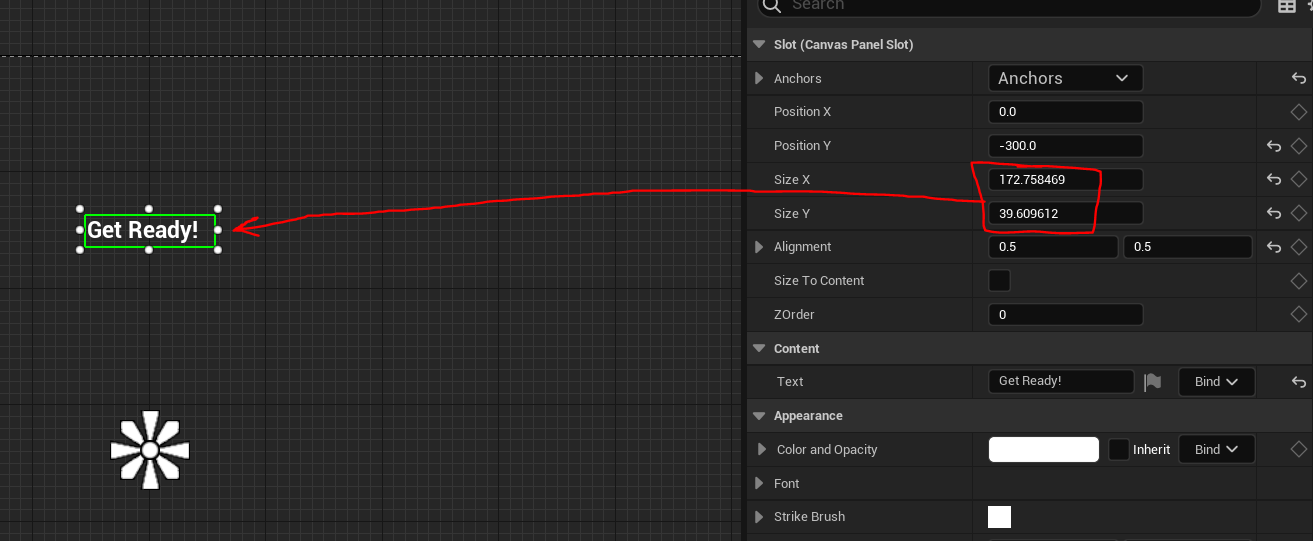 Search
Slot (Canvas Panel Slot)
Anchors Anchors
Position X 0.0
Position Y -300.0
Size X 172.758469
Size Y 39.609612
Get Ready!
Alignment 0.5 0.5
Size To Content
ZOrder 0
Content
Text Get Ready! Bind
Appearance
Color and Opacity Inherit Bind
Font
Strike Brush